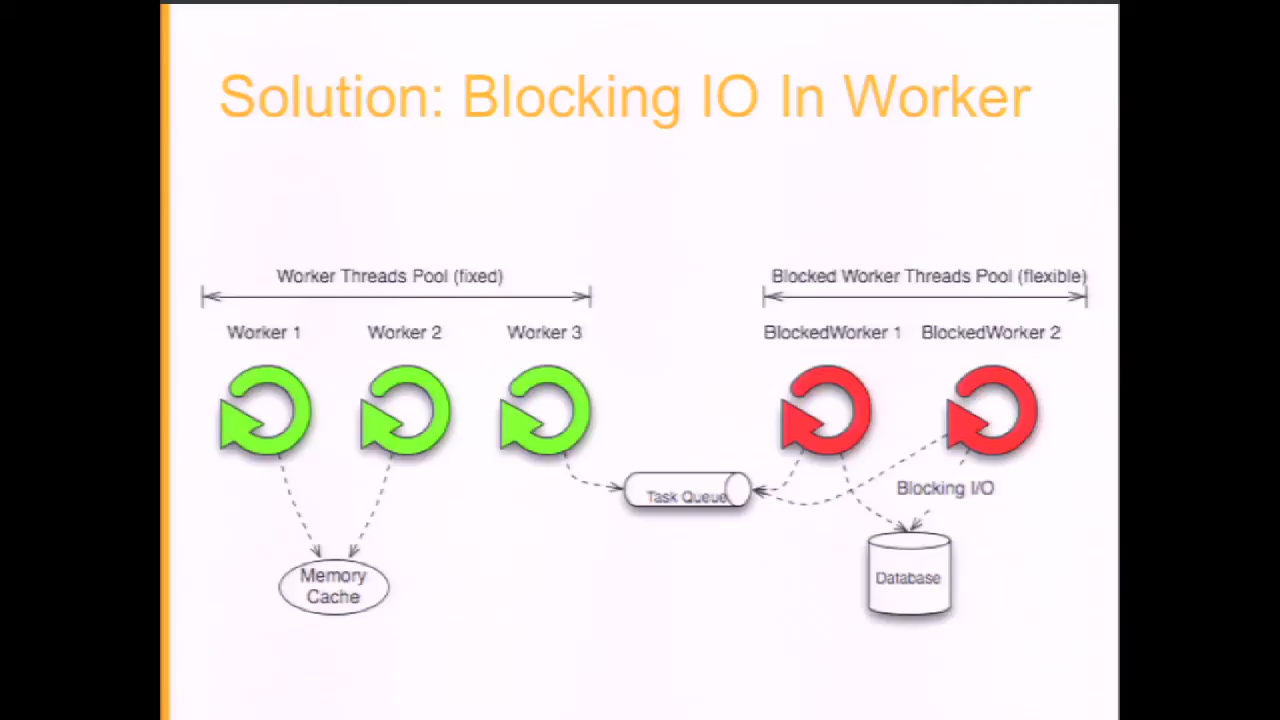 Solution: Blocking IO In Worker
Worker Threads Pool (fixed)
Blocked Worker Threads Pool (flexible)
Worker 1
Worker 2
Worker 3
BlockedWorker 1
BlockedWorker 2
Task Queue
Blocking I/O
Memory
Cache
Database